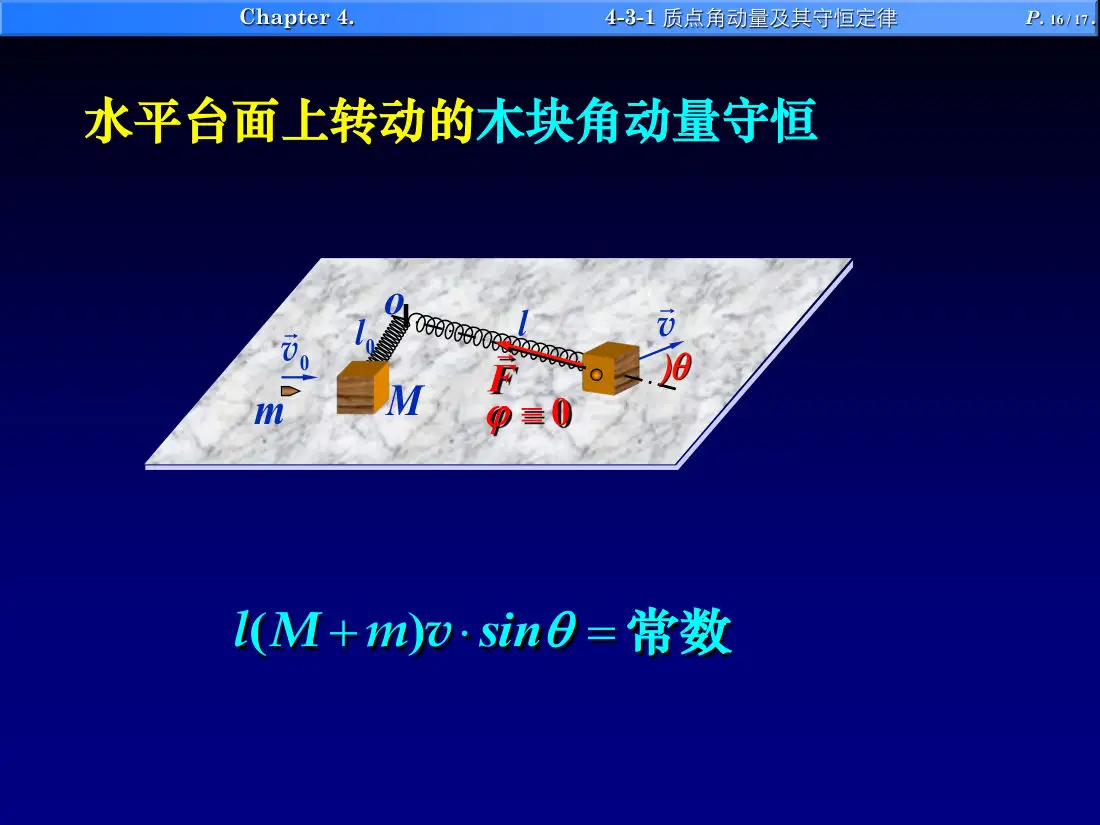 Chapter 4. 4-3-1 质点角动量及其守恒定律 P. 16 / 17 .
水平台面上转动的木块角动量守恒
o
l
v⃗
l₀
v⃗₀
)θ
F⃗
m
M
φ ≡ 0
l(M + m)v · sinθ = 常数